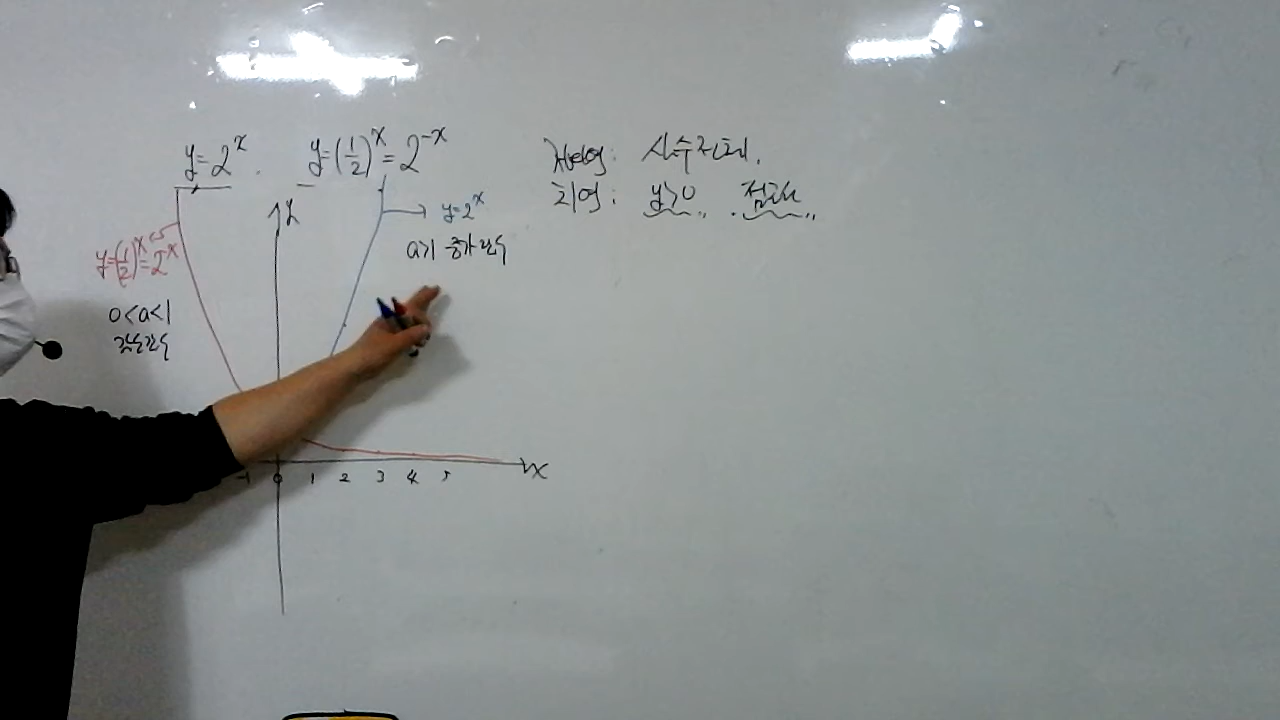 y=2^x. y=(1/2)^x=2^-x
정의역: 실수전체.
치역: y>0 점근선
y
y=2^x
a>1 증가함수
y=(1/2)^x=2^-x
0<a<1
감소함수
-1 0 1 2 3 4 5 x